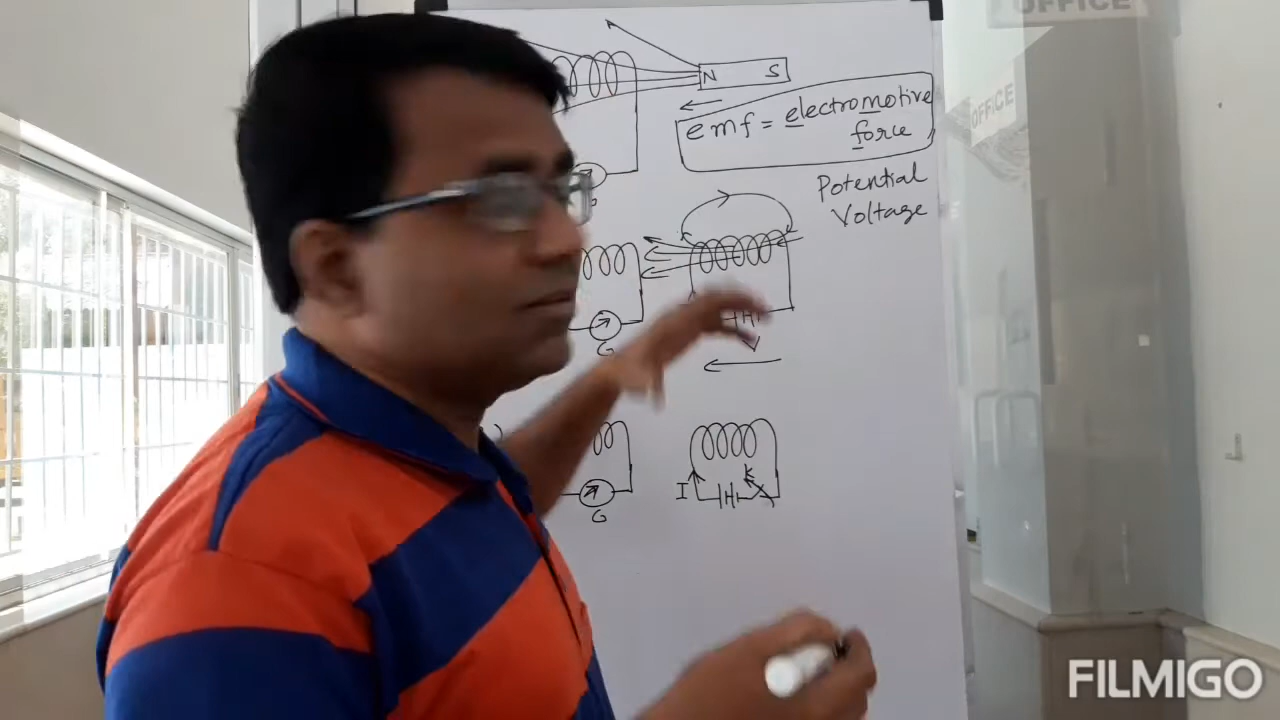 OFFICE
OFFICE
N S
emf = electromotive
force
Potential
Voltage
G
V
K
I
G
FILMIGO